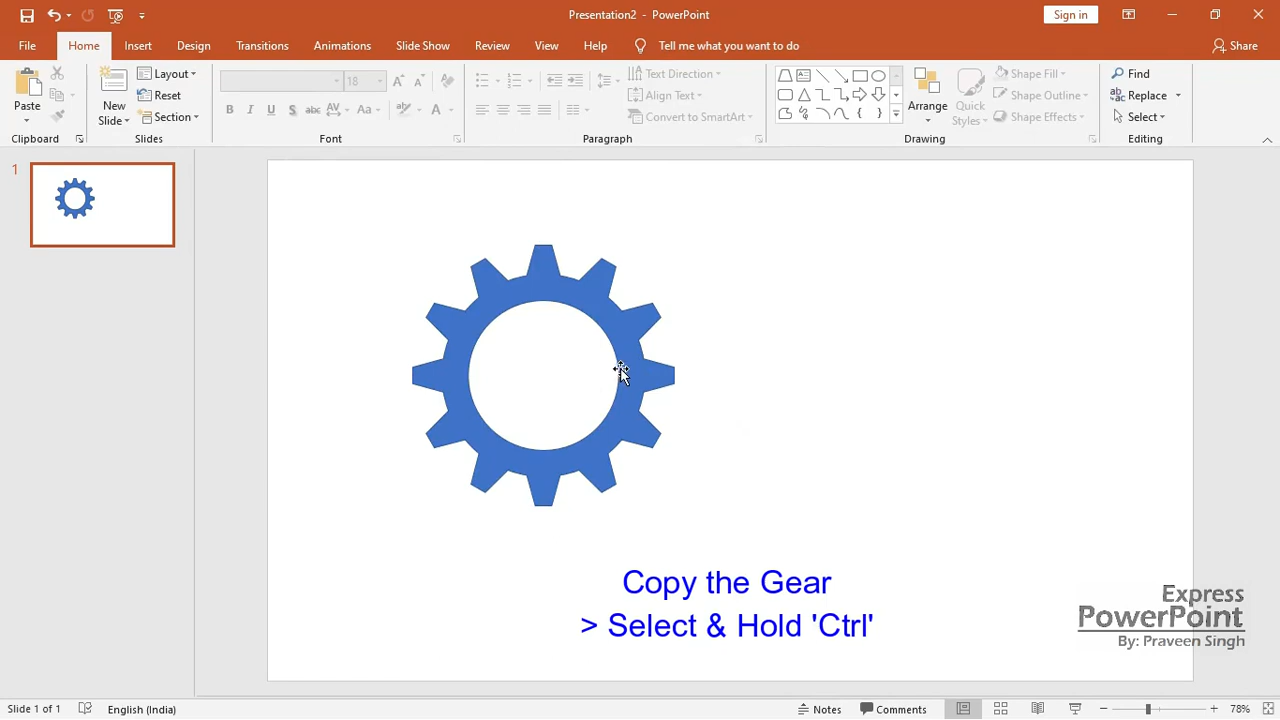 Presentation2 - PowerPoint
Sign in
File Home Insert Design Transitions Animations Slide Show Review View Help Tell me what you want to do Share
Paste
Clipboard
New Slide
Layout
Reset
Section
Slides
18
B I U S abc AV Aa A
Font
Text Direction
Align Text
Convert to SmartArt
Paragraph
Arrange
Quick Styles
Shape Fill
Shape Outline
Shape Effects
Drawing
Find
Replace
Select
Editing
1
Copy the Gear
> Select & Hold 'Ctrl'
Express
PowerPoint
By: Praveen Singh
Slide 1 of 1 English (India) Notes Comments 78%